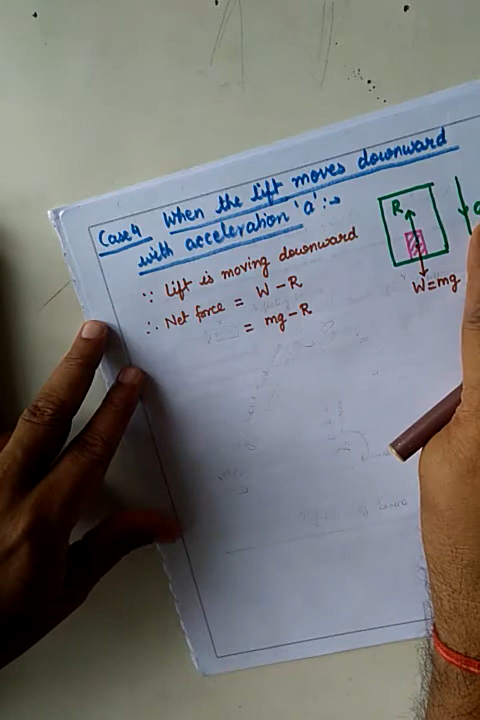 Case 4 When the lift moves downward
with acceleration 'a' :→
∵ Lift is moving downward
∴ Net force = W - R
= mg - R
R
W = mg